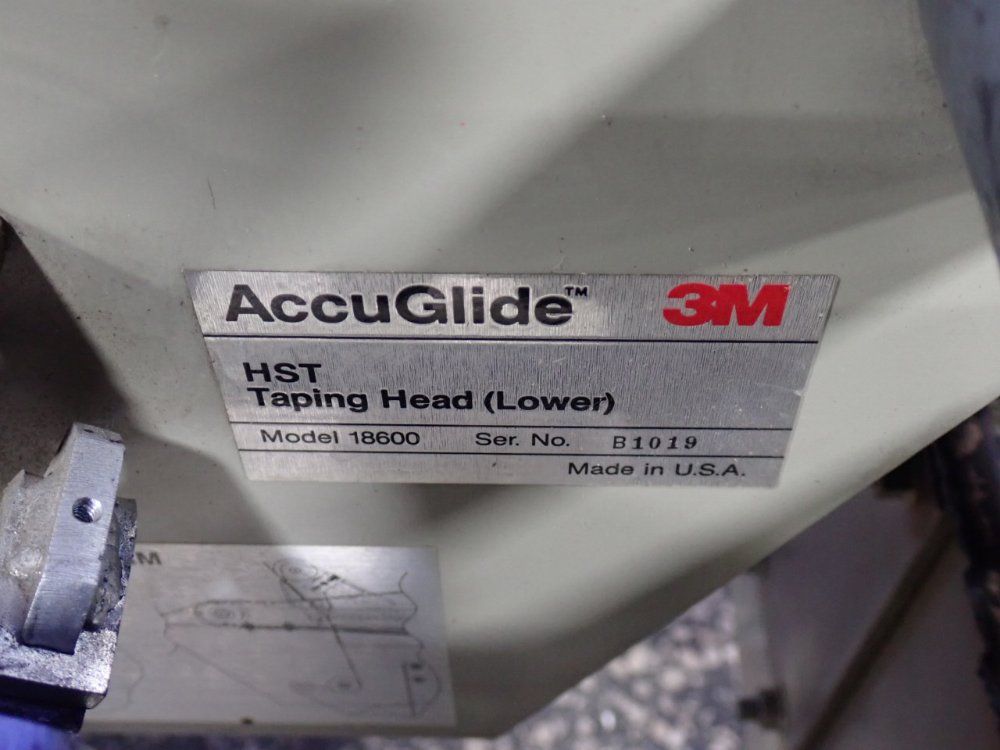 AccuGlide™ 3M
HST
Taping Head (Lower)
Model 18600 Ser. No. B1019
Made in U.S.A.